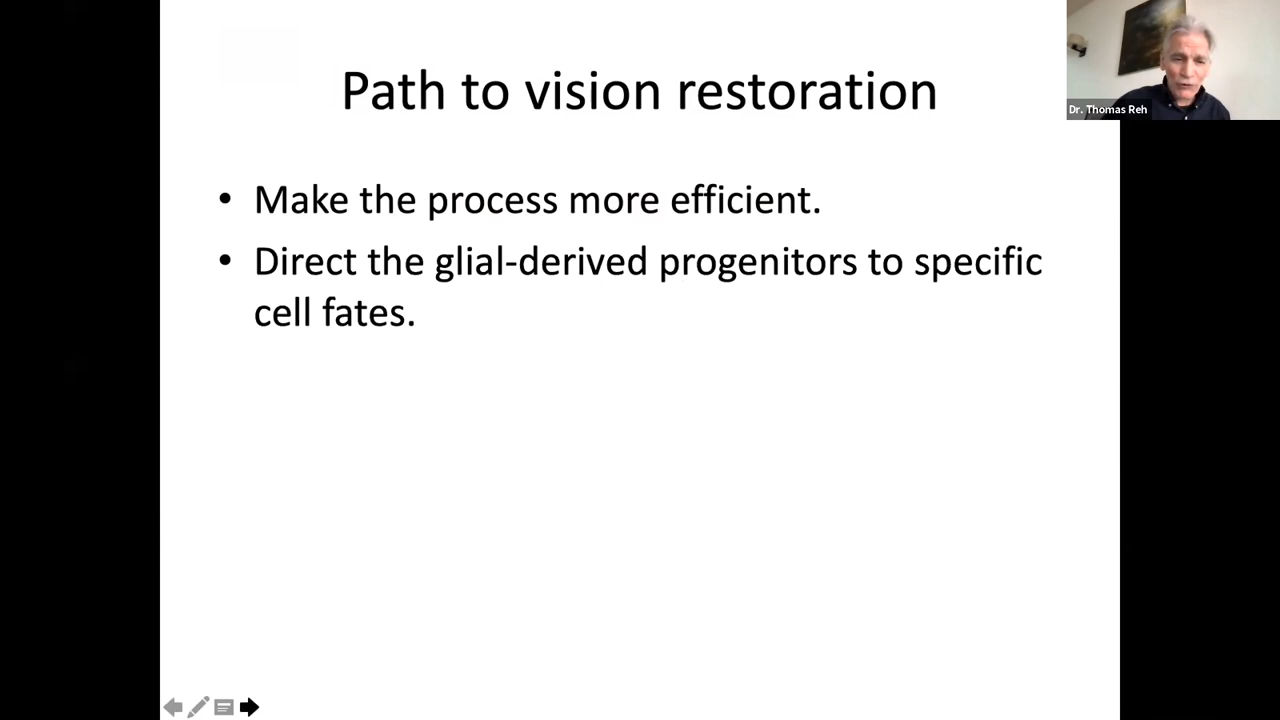 Path to vision restoration
• Make the process more efficient.
• Direct the glial-derived progenitors to specific
cell fates.
Dr. Thomas Reh